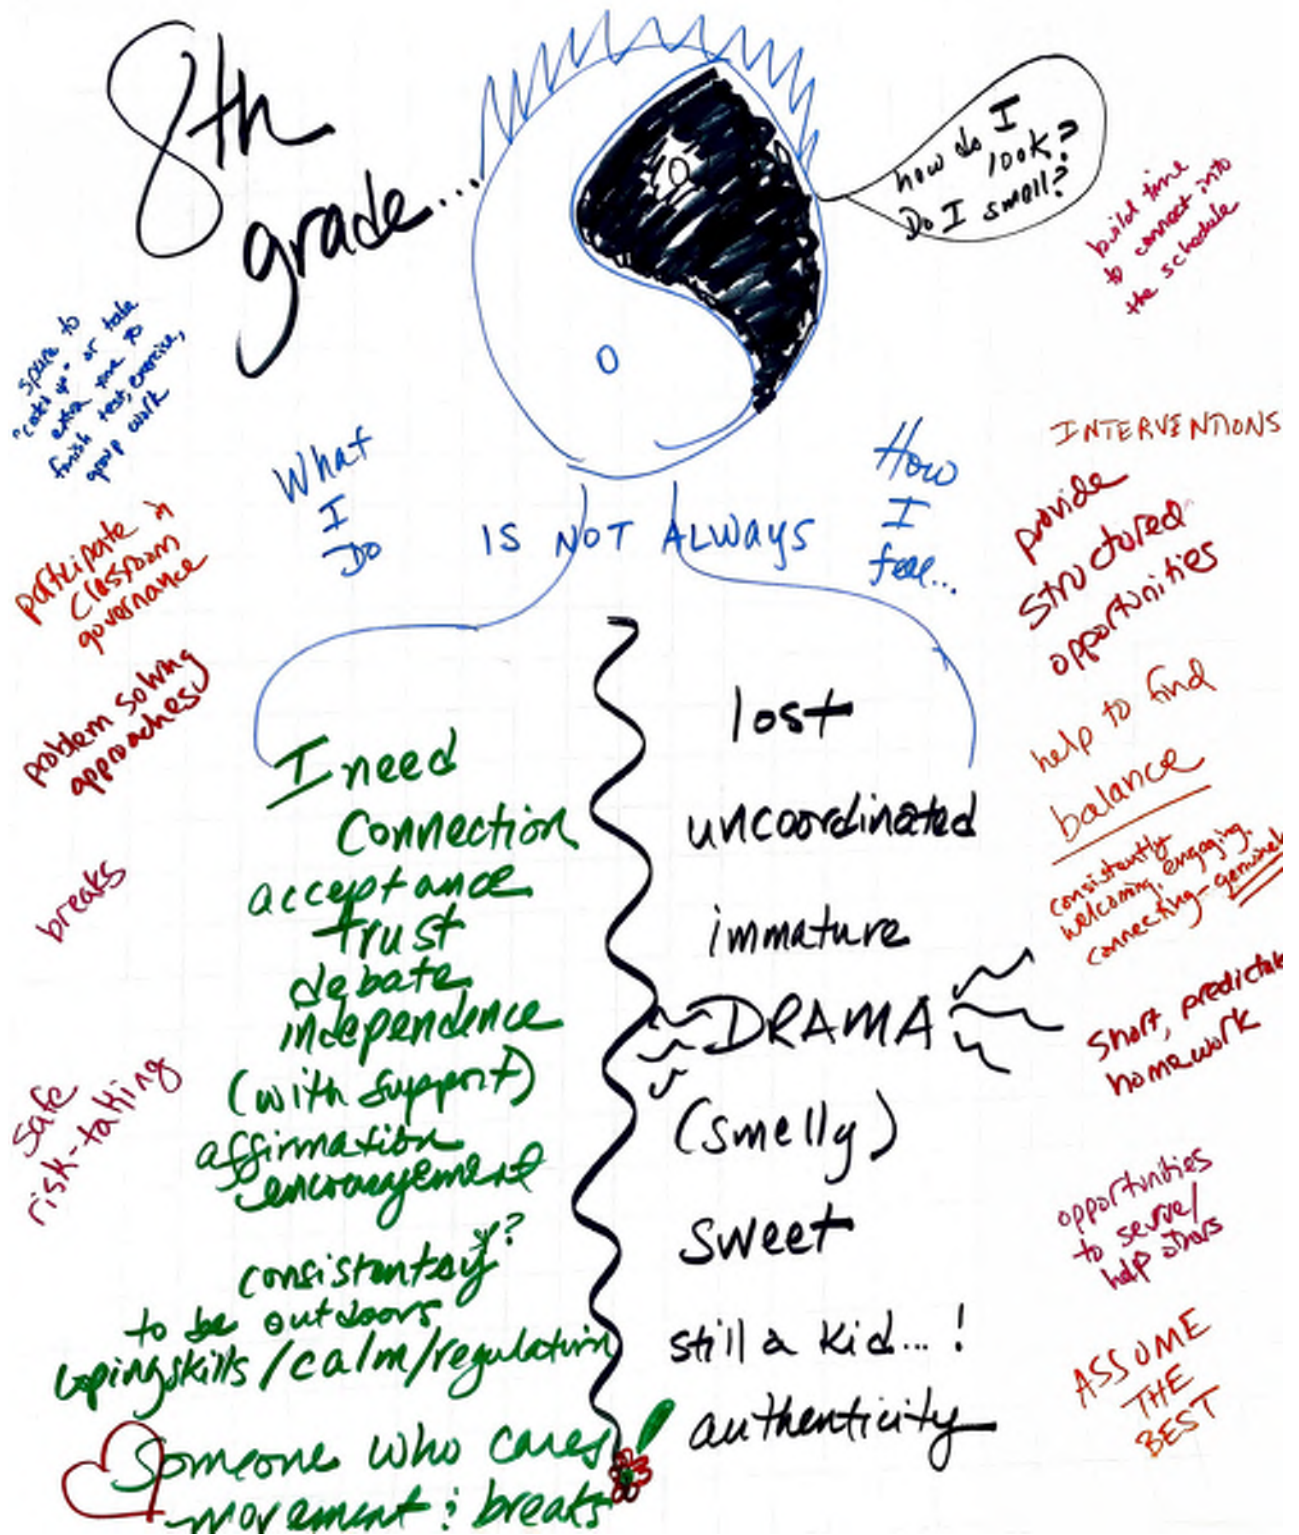 8th
grade....
how do I
look?
Do I smell?
build time
to connect into
the schedule
space to
"catch up" or take
extra time to
finish test, exercise,
group work
What
I
Do
IS NOT ALWAYS
How
I
feel...
participate in
classroom
governance
problem solving
approaches
breaks
safe
risk-taking
I need
Connection
acceptance
trust
debate
independence
(with support)
affirmation
encouragement
consistentsy y?
to be outdoors
coping skills/calm/regulation
Someone who cares!
movement & breaks
lost
uncoordinated
immature
DRAMA
(smelly)
sweet
still a kid...!
authenticity
INTERVENTIONS
provide
structured
opportunities
help to find
balance
consistently
welcoming, engaging,
connecting - genuinely
short, predictable
homework
opportunities
to serve/
help others
ASSUME
THE
BEST